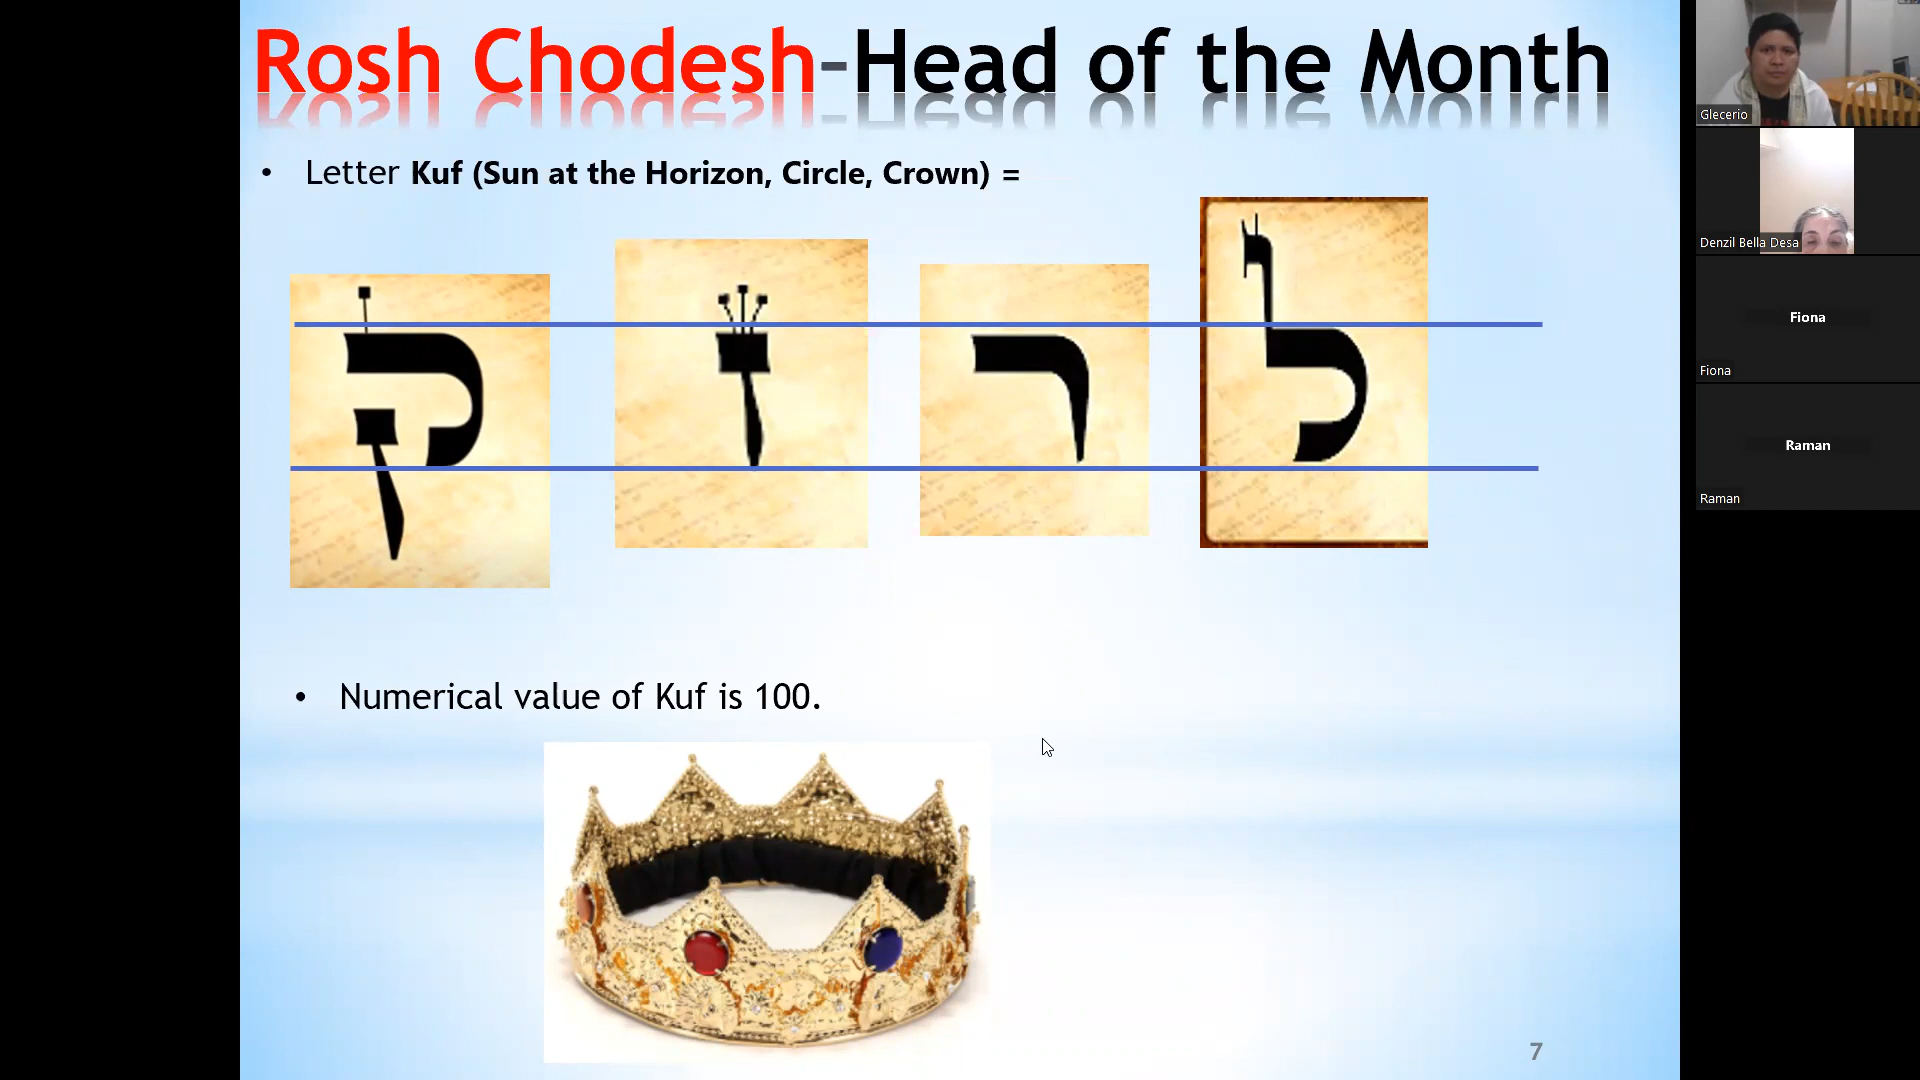 Rosh Chodesh-Head of the Month
• Letter Kuf (Sun at the Horizon, Circle, Crown) =
ק ז ר ל
• Numerical value of Kuf is 100.
7
Glecerio
Denzil Bella Desa
Fiona
Fiona
Raman
Raman